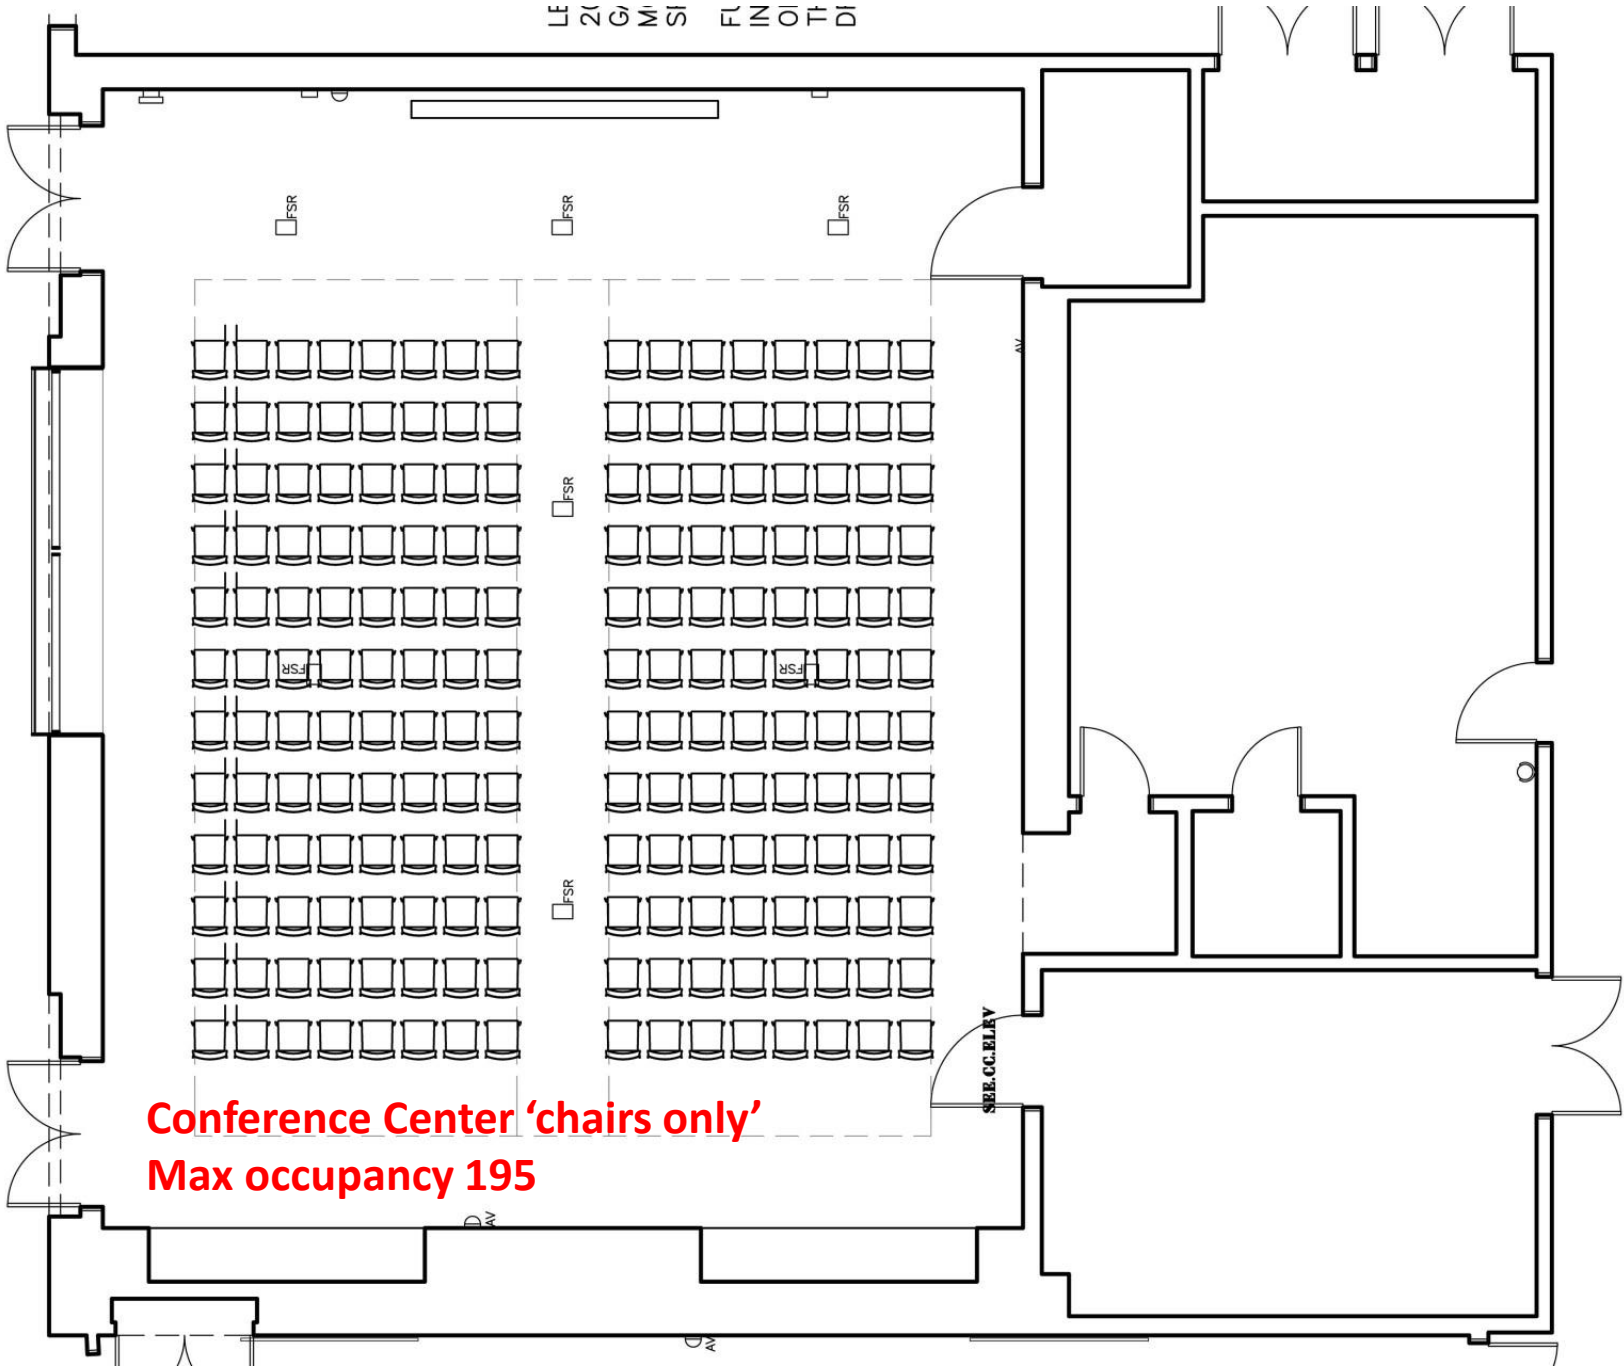 FSR
FSR
FSR
AV
FSR
FSR
FSR
FSR
SEE.CC.ELEV
Conference Center ‘chairs only’
Max occupancy 195
AV
AV